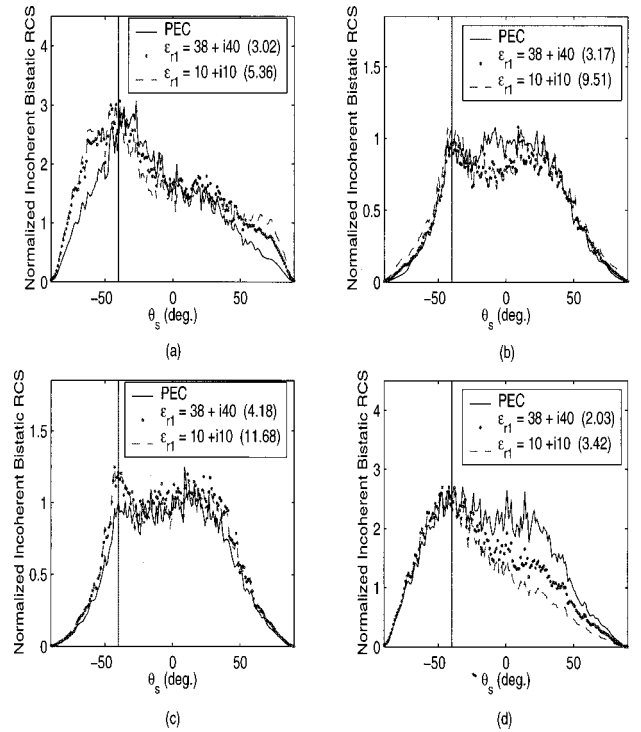 Normalized Incoherent Bistatic RCS
4
3
2
1
0
PEC
εr1 = 38 + i40 (3.02)
εr1 = 10 +i10 (5.36)
−50 0 50
θs (deg.)
(a)
Normalized Incoherent Bistatic RCS
1.5
1
0.5
0
PEC
εr1 = 38 + i40 (3.17)
εr1 = 10 +i10 (9.51)
−50 0 50
θs (deg.)
(b)
Normalized Incoherent Bistatic RCS
1.5
1
0.5
0
PEC
εr1 = 38 + i40 (4.18)
εr1 = 10 +i10 (11.68)
−50 0 50
θs (deg.)
(c)
Normalized Incoherent Bistatic RCS
4
3
2
1
0
PEC
εr1 = 38 + i40 (2.03)
εr1 = 10 +i10 (3.42)
−50 0 50
θs (deg.)
(d)